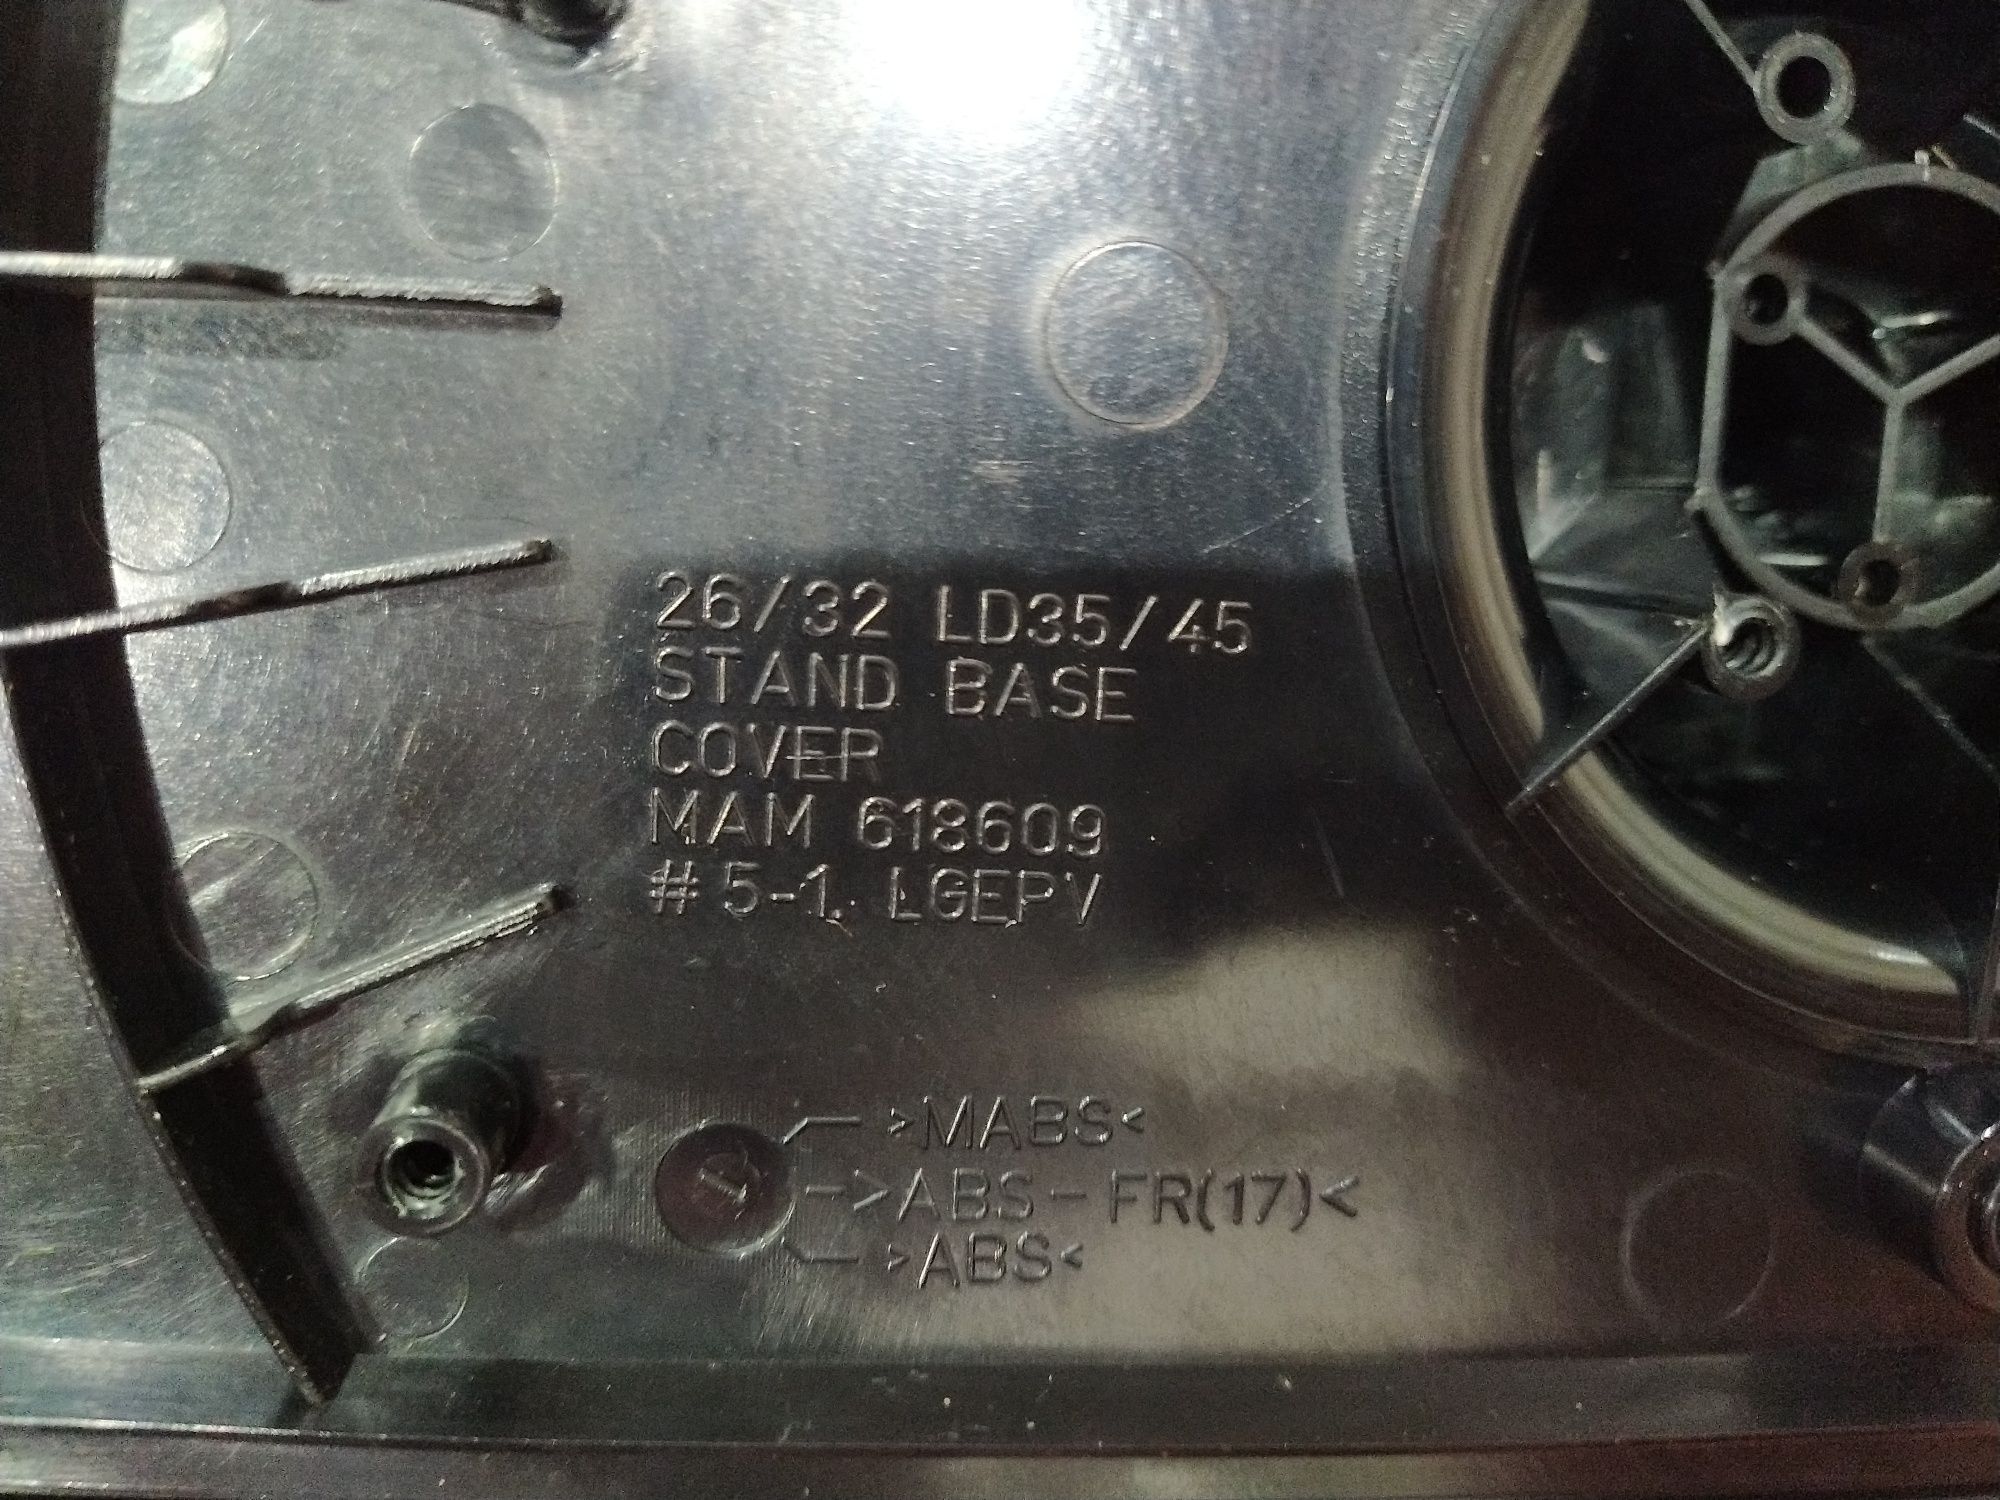 26/32 LD35/45
STAND BASE
COVER
MAM 618609
#5-1. LGEPV
>MABS<
>ABS-FR(17)<
>ABS<